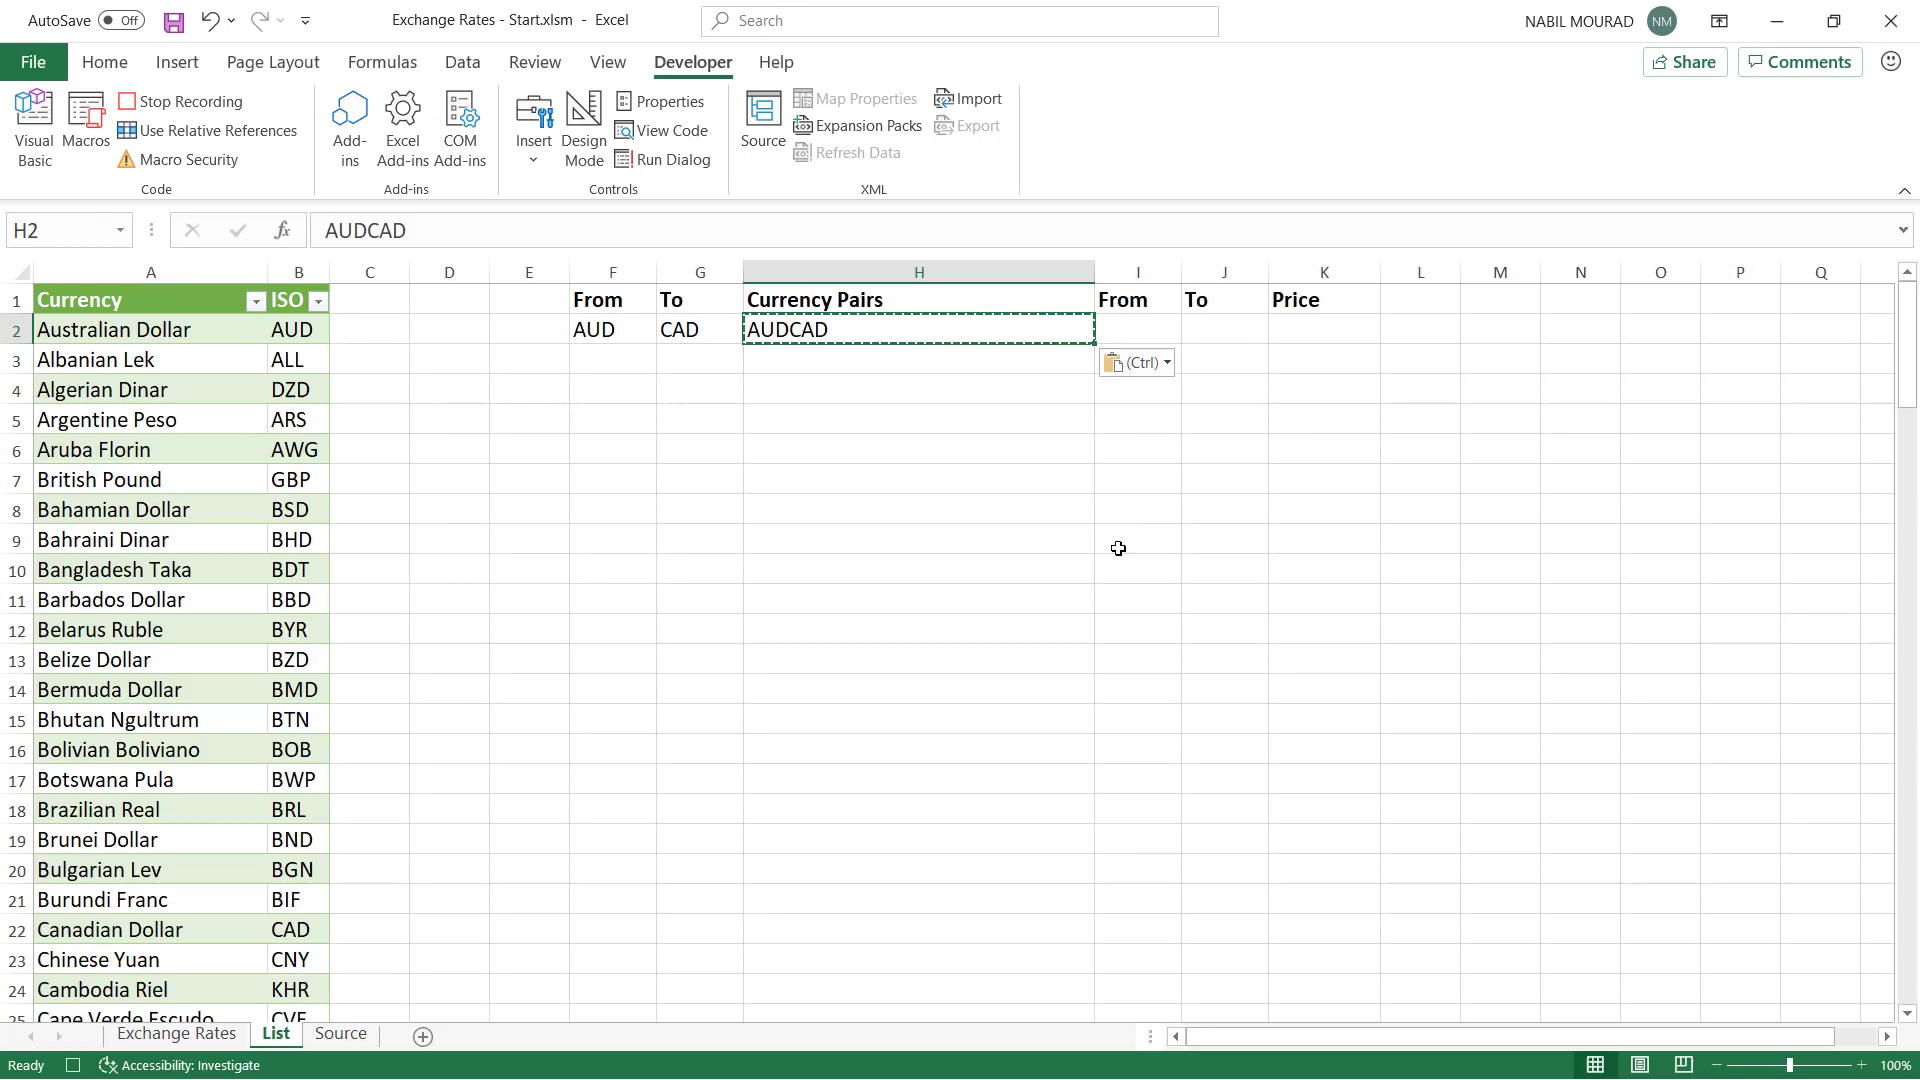 AutoSave Off Exchange Rates - Start.xlsm - Excel Search NABIL MOURAD NM
File Home Insert Page Layout Formulas Data Review View Developer Help Share Comments
Visual Basic
Macros
Stop Recording
Use Relative References
Macro Security
Code
Add-ins
Excel Add-ins
COM Add-ins
Add-ins
Insert
Design Mode
Properties
View Code
Run Dialog
Controls
Source
Map Properties
Expansion Packs
Refresh Data
Import
Export
XML
H2 fx AUDCAD
A B C D E F G H I J K L M N O P Q
1 Currency ISO From To Currency Pairs From To Price
2 Australian Dollar AUD AUD CAD AUDCAD
3 Albanian Lek ALL (Ctrl)
4 Algerian Dinar DZD
5 Argentine Peso ARS
6 Aruba Florin AWG
7 British Pound GBP
8 Bahamian Dollar BSD
9 Bahraini Dinar BHD
10 Bangladesh Taka BDT
11 Barbados Dollar BBD
12 Belarus Ruble BYR
13 Belize Dollar BZD
14 Bermuda Dollar BMD
15 Bhutan Ngultrum BTN
16 Bolivian Boliviano BOB
17 Botswana Pula BWP
18 Brazilian Real BRL
19 Brunei Dollar BND
20 Bulgarian Lev BGN
21 Burundi Franc BIF
22 Canadian Dollar CAD
23 Chinese Yuan CNY
24 Cambodia Riel KHR
25 Cape Verde Escudo CVE
Exchange Rates List Source
Ready Accessibility: Investigate 100%